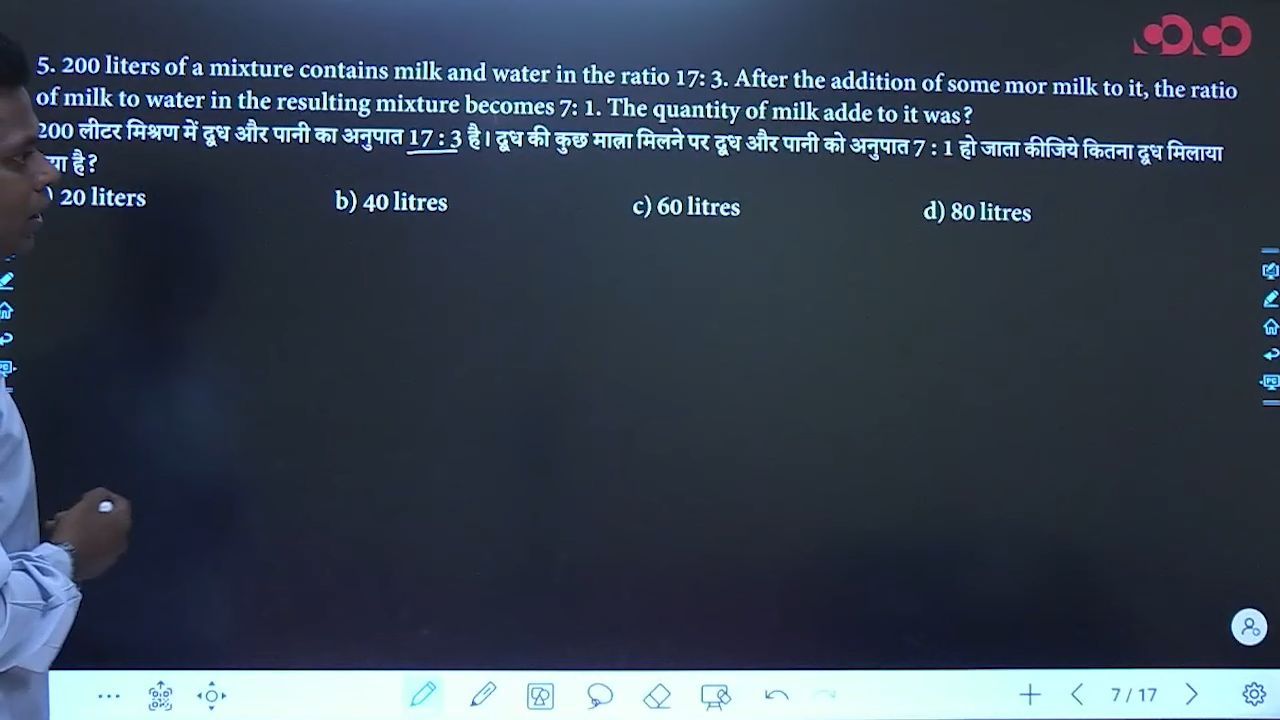 5. 200 liters of a mixture contains milk and water in the ratio 17: 3. After the addition of some mor milk to it, the ratio
of milk to water in the resulting mixture becomes 7: 1. The quantity of milk adde to it was?
200 लीटर मिश्रण में दूध और पानी का अनुपात 17 : 3 है। दूध की कुछ मात्रा मिलने पर दूध और पानी को अनुपात 7 : 1 हो जाता कीजिये कितना दूध मिलाया
है?
) 20 liters b) 40 litres c) 60 litres d) 80 litres
7 / 17